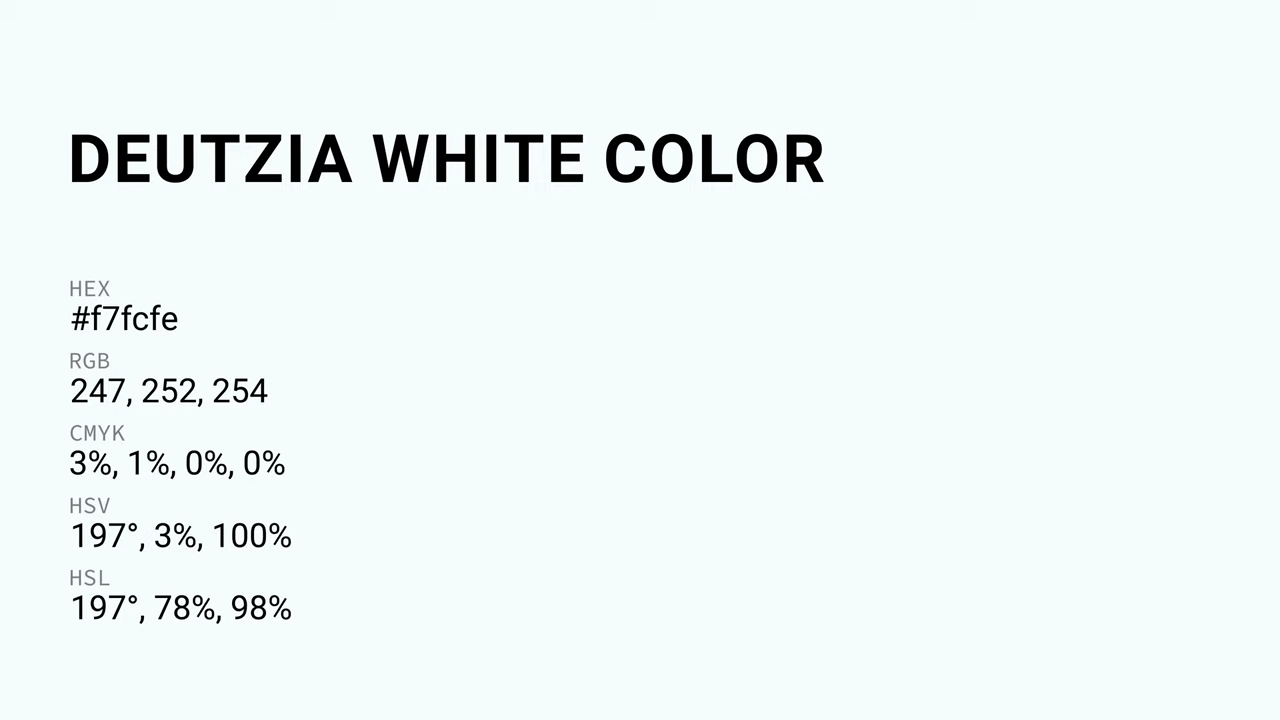 DEUTZIA WHITE COLOR
HEX
#f7fcfe
RGB
247, 252, 254
CMYK
3%, 1%, 0%, 0%
HSV
197°, 3%, 100%
HSL
197°, 78%, 98%